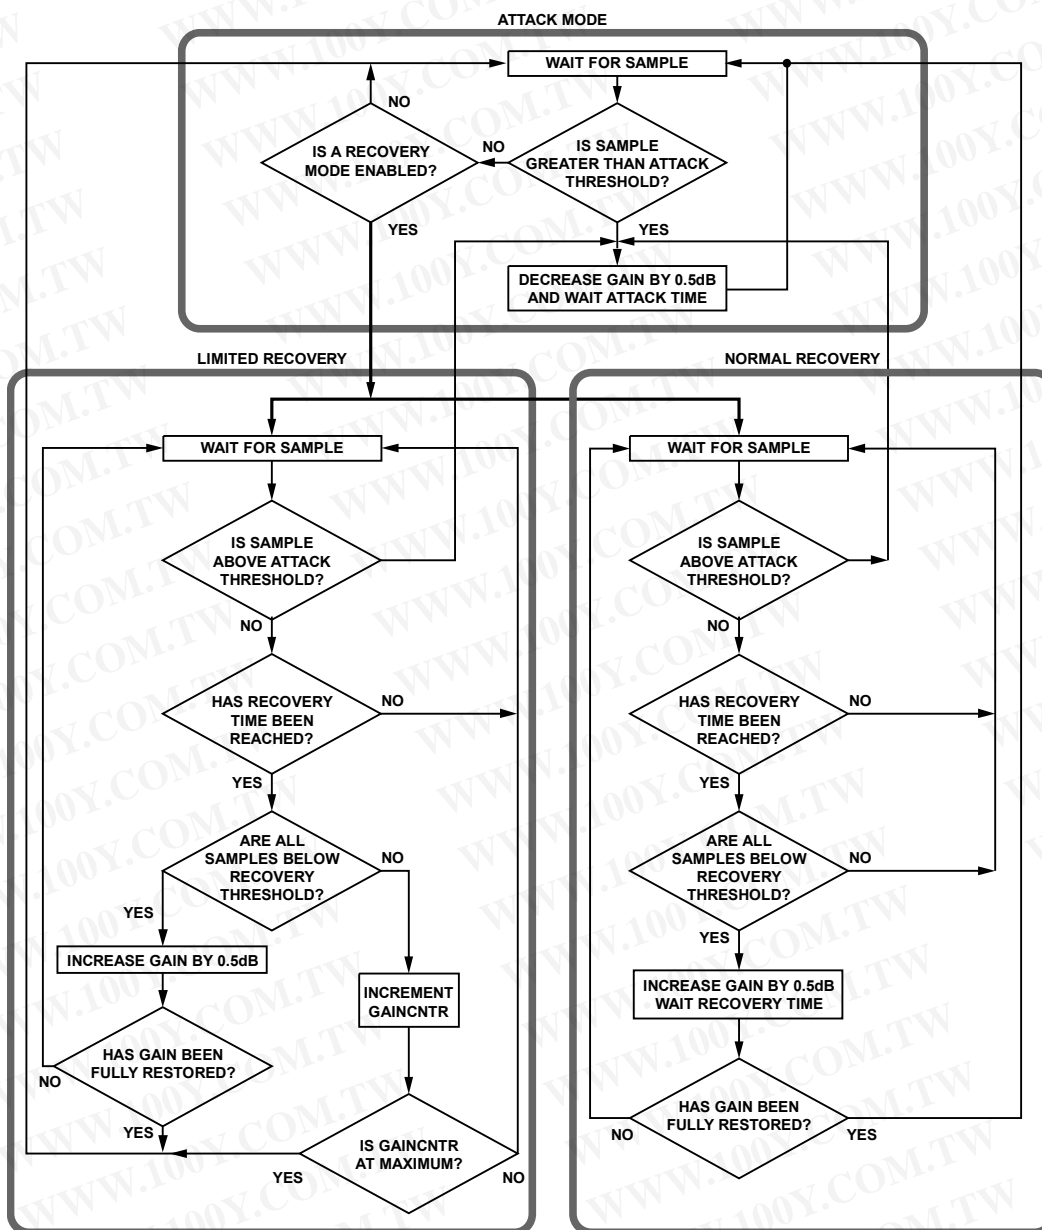 ATTACK MODE
WAIT FOR SAMPLE
NO
IS A RECOVERY
MODE ENABLED?
NO
IS SAMPLE
GREATER THAN ATTACK
THRESHOLD?
YES
YES
DECREASE GAIN BY 0.5dB
AND WAIT ATTACK TIME
LIMITED RECOVERY
WAIT FOR SAMPLE
IS SAMPLE
ABOVE ATTACK
THRESHOLD?
NO
HAS RECOVERY
TIME BEEN
REACHED?
NO
YES
ARE ALL
SAMPLES BELOW
RECOVERY
THRESHOLD?
NO
YES
INCREASE GAIN BY 0.5dB
INCREMENT
GAINCNTR
HAS GAIN BEEN
FULLY RESTORED?
NO
YES
IS GAINCNTR
AT MAXIMUM?
YES
NO
NORMAL RECOVERY
WAIT FOR SAMPLE
IS SAMPLE
ABOVE ATTACK
THRESHOLD?
NO
HAS RECOVERY
TIME BEEN
REACHED?
NO
YES
ARE ALL
SAMPLES BELOW
RECOVERY
THRESHOLD?
NO
YES
INCREASE GAIN BY 0.5dB
WAIT RECOVERY TIME
HAS GAIN BEEN
FULLY RESTORED?
NO
YES
WWW.100Y.COM.TW